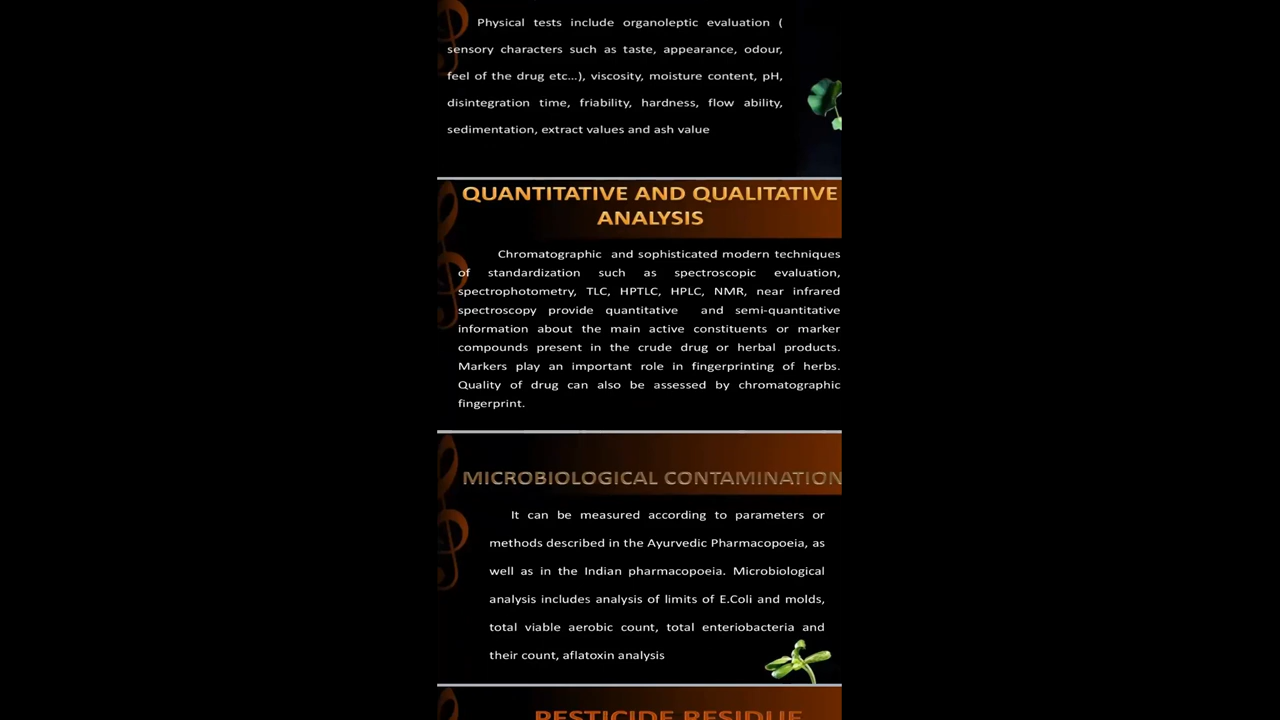 Physical tests include organoleptic evaluation (
sensory characters such as taste, appearance, odour,
feel of the drug etc...), viscosity, moisture content, pH,
disintegration time, friability, hardness, flow ability,
sedimentation, extract values and ash value
QUANTITATIVE AND QUALITATIVE
ANALYSIS
Chromatographic and sophisticated modern techniques
of standardization such as spectroscopic evaluation,
spectrophotometry, TLC, HPTLC, HPLC, NMR, near infrared
spectroscopy provide quantitative and semi-quantitative
information about the main active constituents or marker
compounds present in the crude drug or herbal products.
Markers play an important role in fingerprinting of herbs.
Quality of drug can also be assessed by chromatographic
fingerprint.
MICROBIOLOGICAL CONTAMINATION
It can be measured according to parameters or
methods described in the Ayurvedic Pharmacopoeia, as
well as in the Indian pharmacopoeia. Microbiological
analysis includes analysis of limits of E.Coli and molds,
total viable aerobic count, total enteriobacteria and
their count, aflatoxin analysis
PESTICIDE RESIDUE